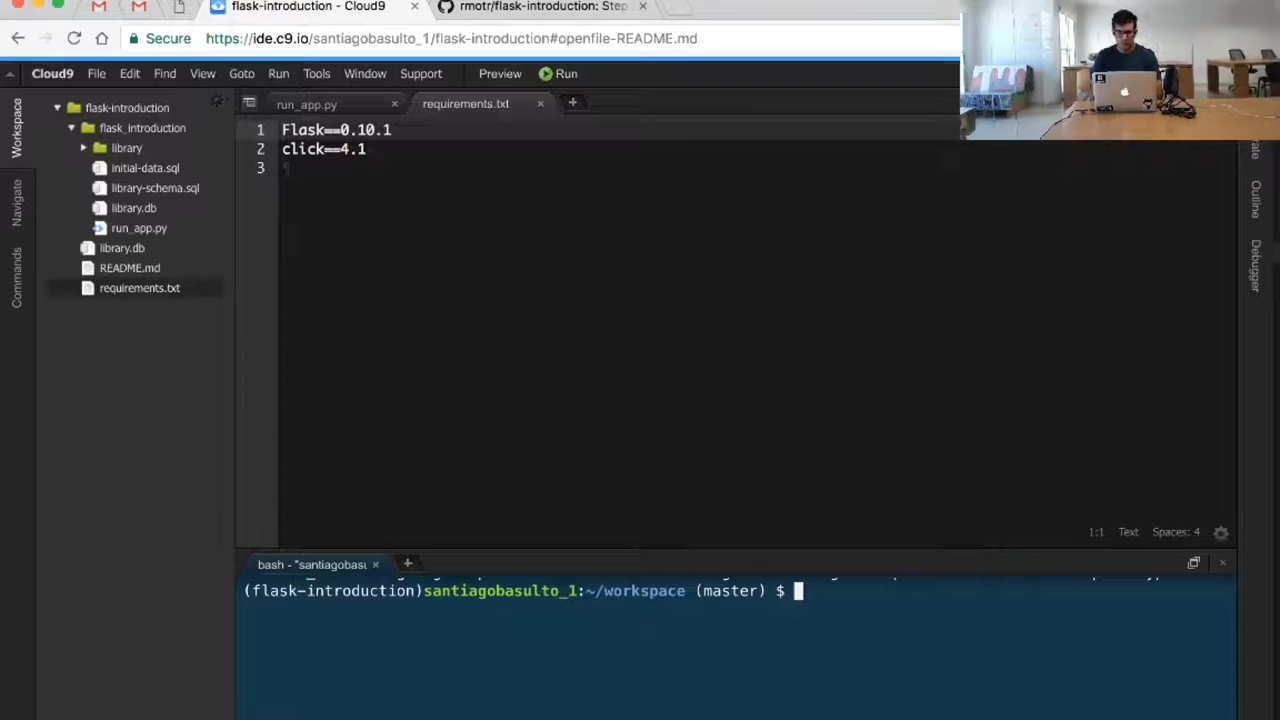 flask-introduction - Cloud9
rmotr/flask-introduction: Step
Secure https://ide.c9.io/santiagobasulto_1/flask-introduction#openfile-README.md
Cloud9 File Edit Find View Goto Run Tools Window Support Preview Run
Workspace
Navigate
Commands
flask-introduction
flask_introduction
library
initial-data.sql
library-schema.sql
library.db
run_app.py
library.db
README.md
requirements.txt
run_app.py
requirements.txt
1 Flask==0.10.1
2 click==4.1
3
Outline
Debugger
1:1 Text Spaces: 4
bash - "santiagobasu
(flask-introduction)santiagobasulto_1:~/workspace (master) $